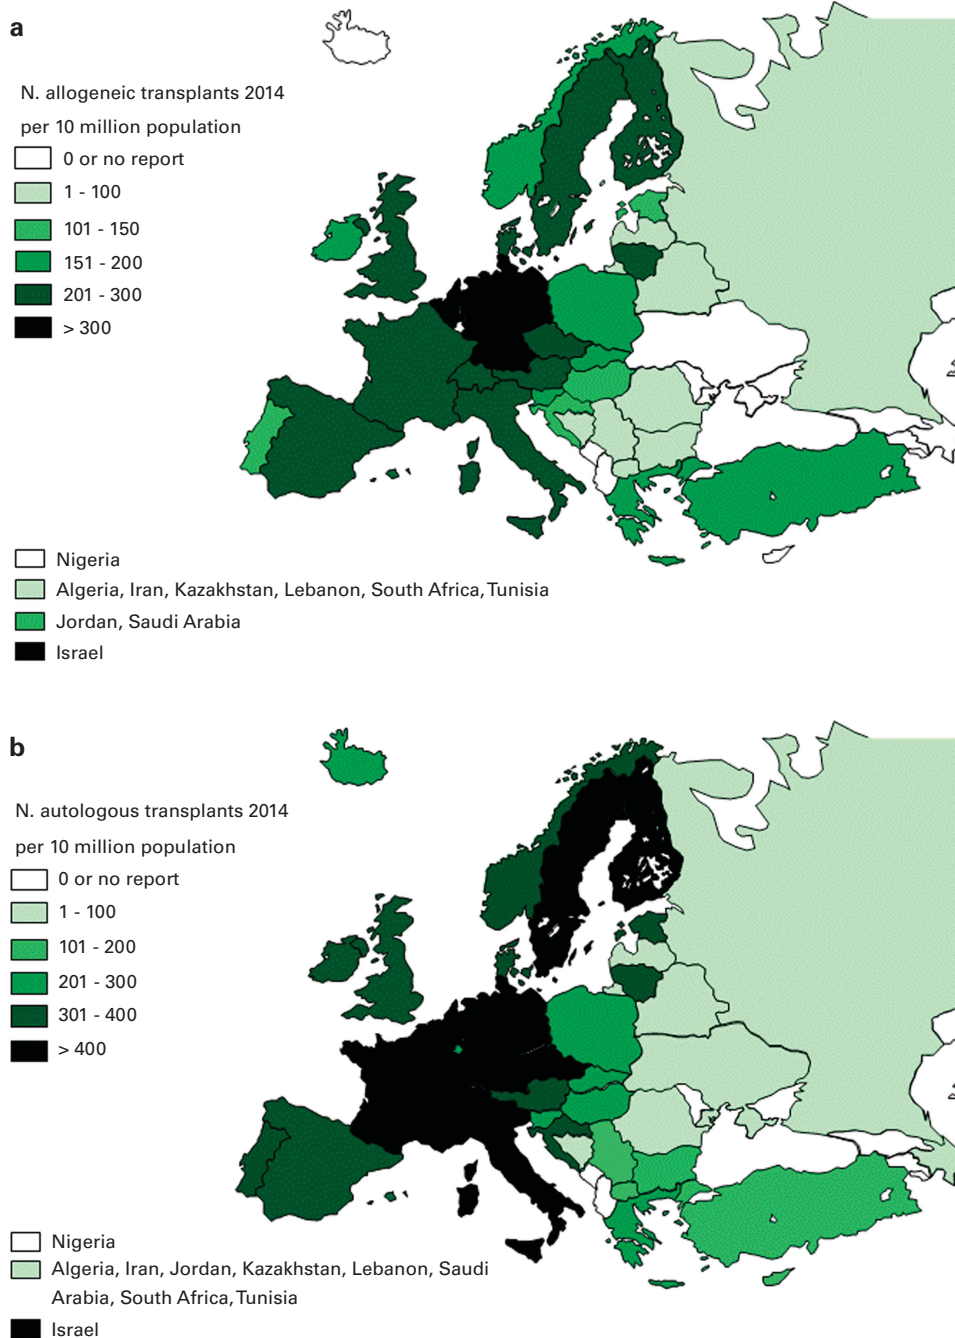 a
N. allogeneic transplants 2014
per 10 million population
0 or no report
1 - 100
101 - 150
151 - 200
201 - 300
> 300
Nigeria
Algeria, Iran, Kazakhstan, Lebanon, South Africa, Tunisia
Jordan, Saudi Arabia
Israel
b
N. autologous transplants 2014
per 10 million population
0 or no report
1 - 100
101 - 200
201 - 300
301 - 400
> 400
Nigeria
Algeria, Iran, Jordan, Kazakhstan, Lebanon, Saudi
Arabia, South Africa, Tunisia
Israel